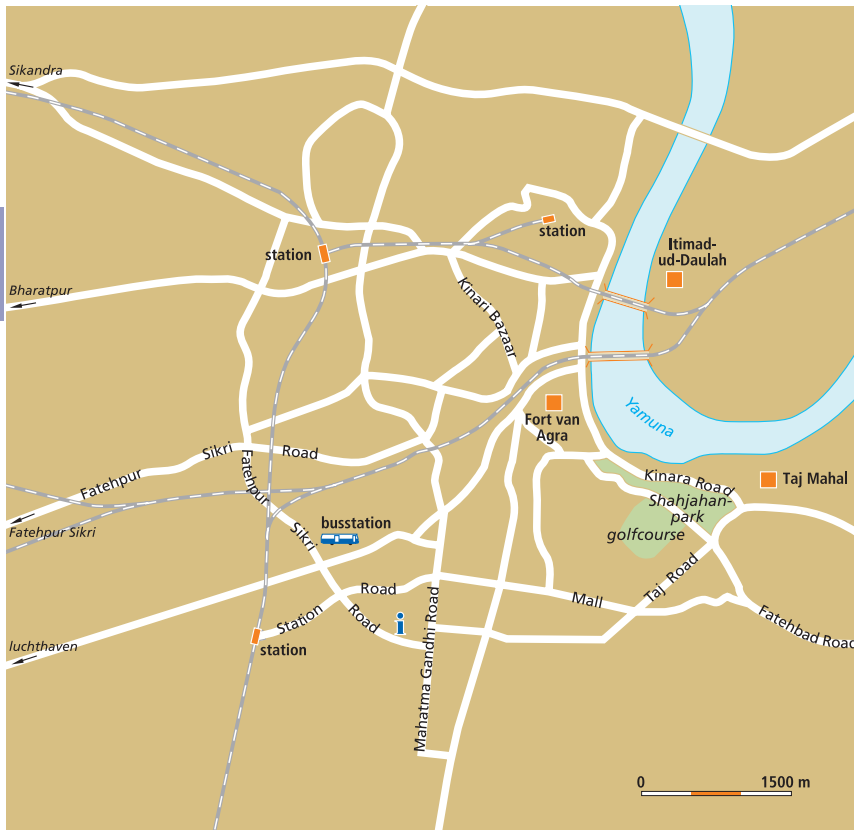 Sikandra
station
station
Itimad-
ud-Daulah
Bharatpur
Kinari Bazaar
Fort van
Agra
Yamuna
Fatehpur Sikri Road
Fatehpur Sikri Road
Kinara Road
Taj Mahal
Shahjahan-
park
golfcourse
Fatehpur Sikri
busstation
Station Road
Mall
Taj Road
Fatehbad Road
i
Mahatma Gandhi Road
luchthaven
station
0 1500 m